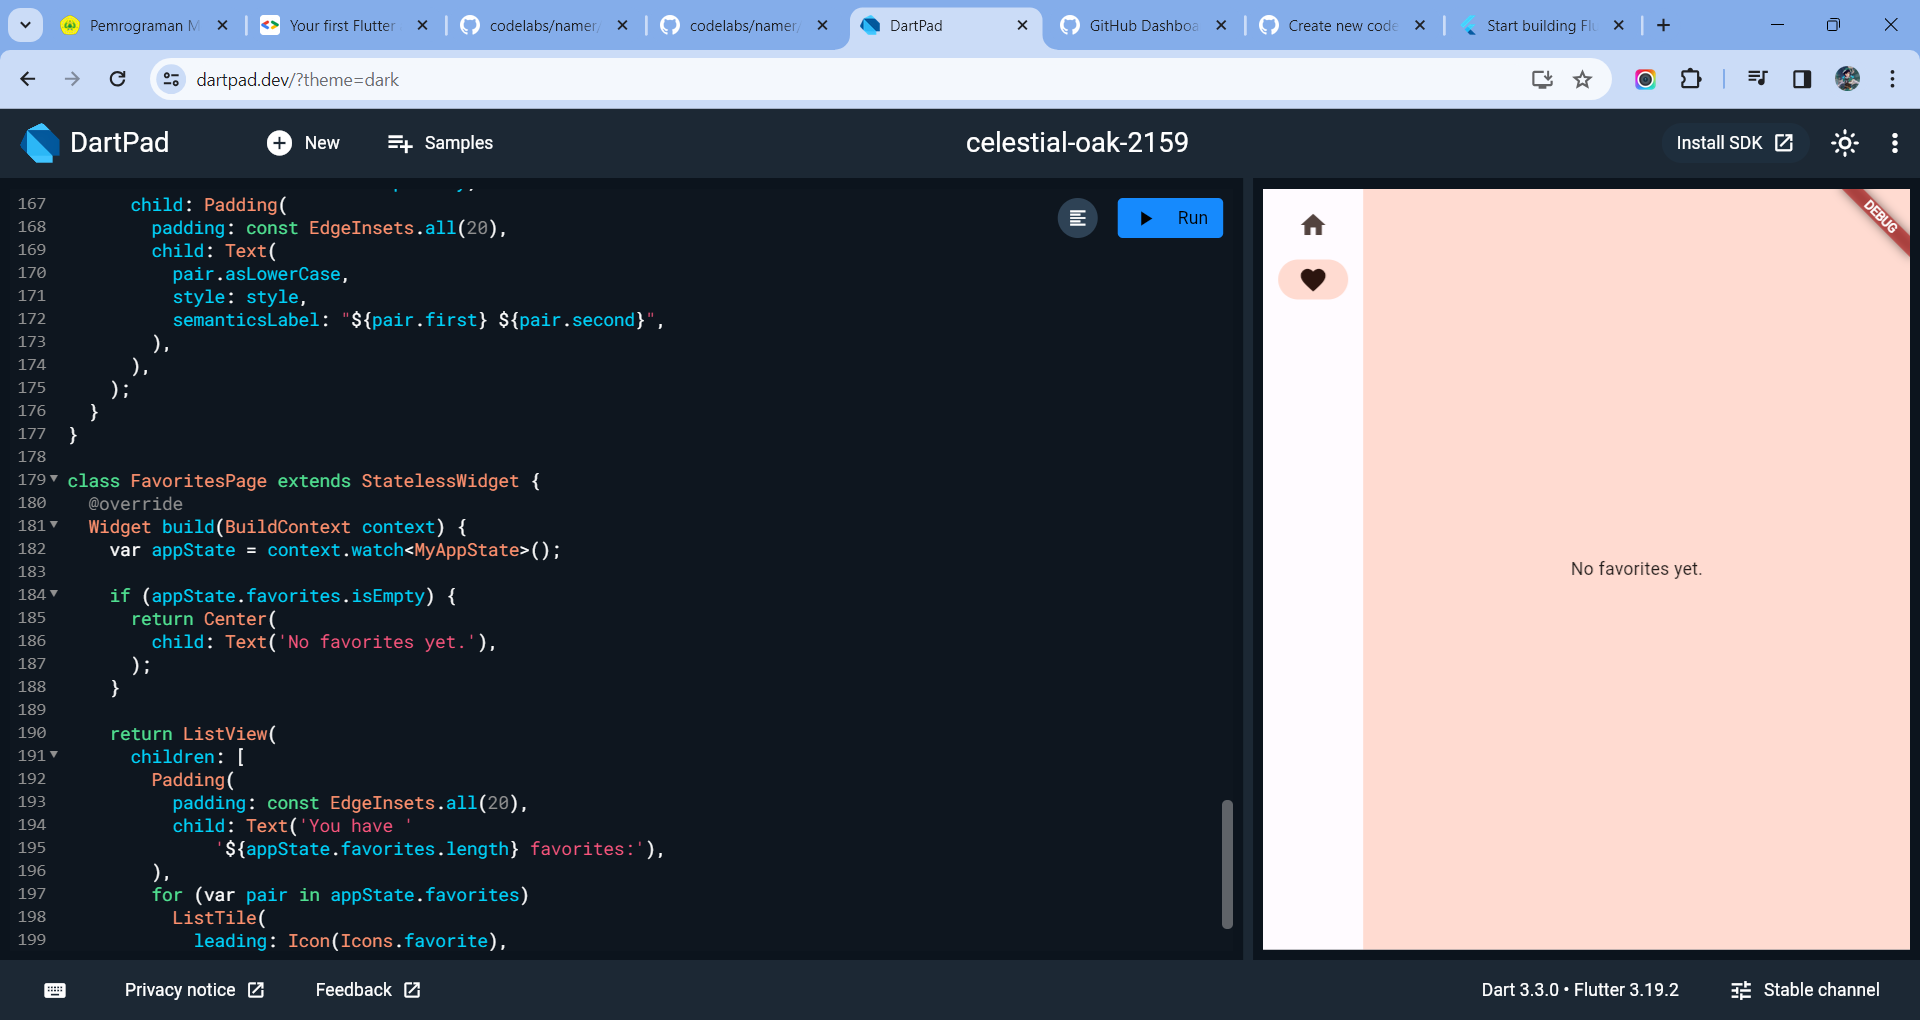 Pemrograman M
Your first Flutter
codelabs/namer/
codelabs/namer/
DartPad
GitHub Dashboa
Create new code
Start building Flu
dartpad.dev/?theme=dark
DartPad
New
Samples
celestial-oak-2159
Install SDK
Run
167 child: Padding(
168 padding: const EdgeInsets.all(20),
169 child: Text(
170 pair.asLowerCase,
171 style: style,
172 semanticsLabel: "${pair.first} ${pair.second}",
173 ),
174 ),
175 );
176 }
177 }
178
179 class FavoritesPage extends StatelessWidget {
180 @override
181 Widget build(BuildContext context) {
182 var appState = context.watch<MyAppState>();
183
184 if (appState.favorites.isEmpty) {
185 return Center(
186 child: Text('No favorites yet.'),
187 );
188 }
189
190 return ListView(
191 children: [
192 Padding(
193 padding: const EdgeInsets.all(20),
194 child: Text('You have '
195 '${appState.favorites.length} favorites:'),
196 ),
197 for (var pair in appState.favorites)
198 ListTile(
199 leading: Icon(Icons.favorite),
DEBUG
No favorites yet.
Privacy notice
Feedback
Dart 3.3.0 • Flutter 3.19.2
Stable channel